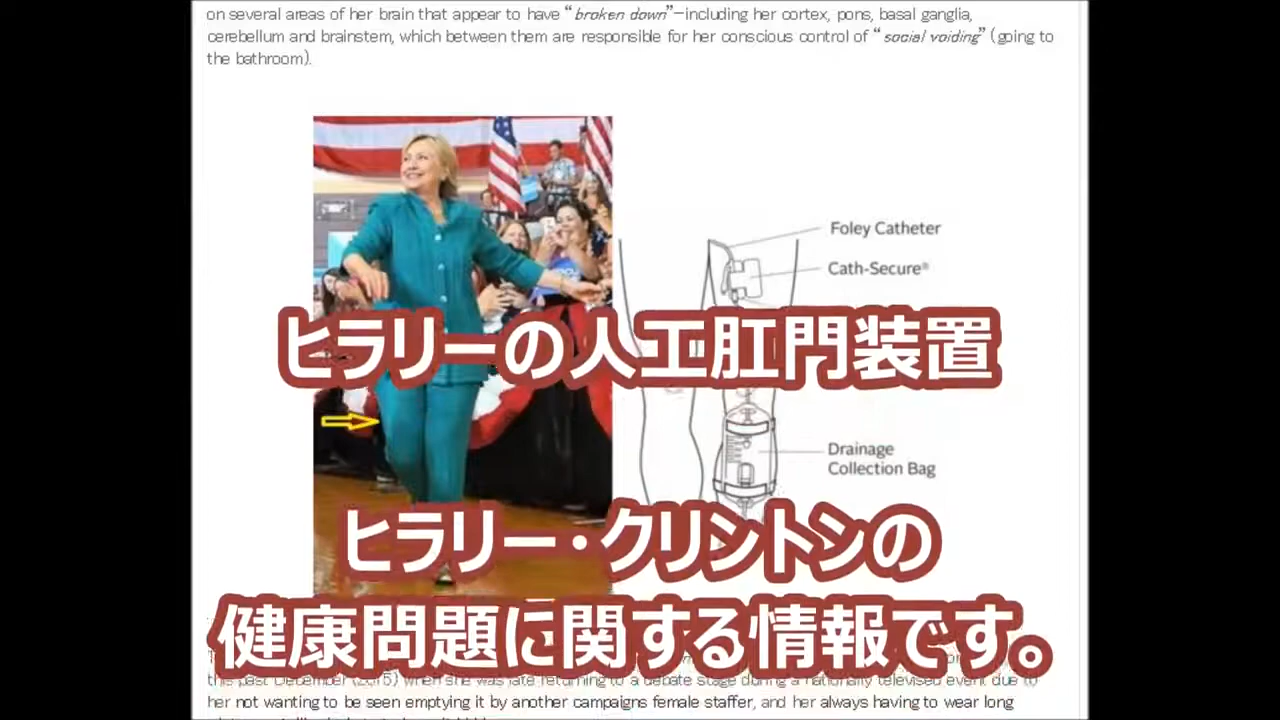 on several areas of her brain that appear to have “broken down”–including her cortex, pons, basal ganglia,
cerebellum and brainstem, which between them are responsible for her conscious control of “social voiding” (going to
the bathroom).
Foley Catheter
Cath-Secure®
ヒラリーの人工肛門装置
Drainage
Collection Bag
ヒラリー・クリントンの
健康問題に関する情報です。
this past December (2015) when she was late returning to a debate stage during a nationally televised event due to
her not wanting to be seen emptying it by another campaigns female staffer, and her always having to wear long